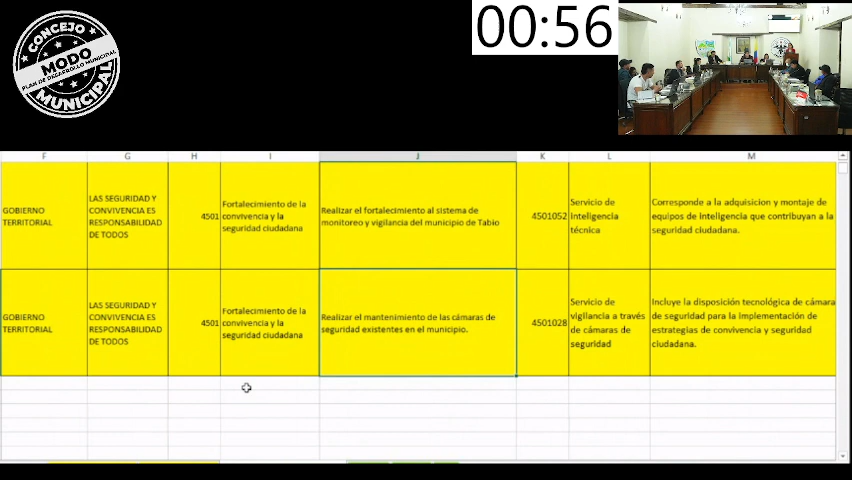 CONCEJO
MODO
PLAN DE DESARROLLO MUNICIPAL
MUNICIPAL
00:56
F G H I J K L M
GOBIERNO
TERRITORIAL
LAS SEGURIDAD Y
CONVIVENCIA ES
RESPONSABILIDAD
DE TODOS
4501
Fortalecimiento de la
convivencia y la
seguridad ciudadana
Realizar el fortalecimiento al sistema de
monitoreo y vigilancia del municipio de Tabio
4501052
Servicio de
inteligencia
técnica
Corresponde a la adquisicion y montaje de
equipos de inteligencia que contribuyan a la
seguridad ciudadana.
GOBIERNO
TERRITORIAL
LAS SEGURIDAD Y
CONVIVENCIA ES
RESPONSABILIDAD
DE TODOS
4501
Fortalecimiento de la
convivencia y la
seguridad ciudadana
Realizar el mantenimiento de las cámaras de
seguridad existentes en el municipio.
4501028
Servicio de
vigilancia a través
de cámaras de
seguridad
Incluye la disposición tecnológica de cámara
de seguridad para la implementación de
estrategias de convivencia y seguridad
ciudadana.